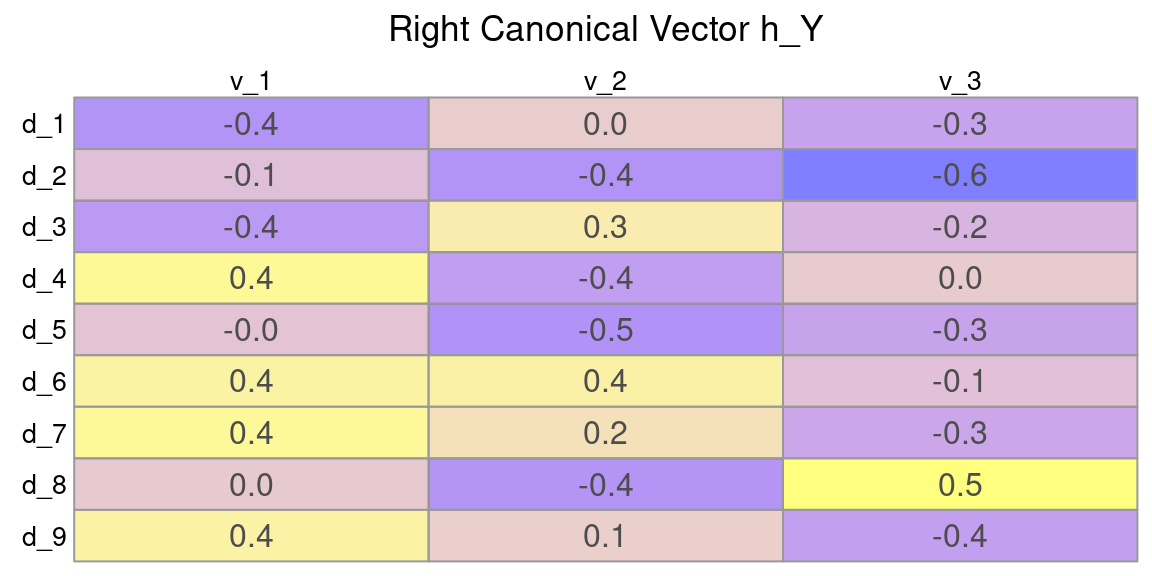 Right Canonical Vector h_Y
v_1 v_2 v_3
d_1 -0.4 0.0 -0.3
d_2 -0.1 -0.4 -0.6
d_3 -0.4 0.3 -0.2
d_4 0.4 -0.4 0.0
d_5 -0.0 -0.5 -0.3
d_6 0.4 0.4 -0.1
d_7 0.4 0.2 -0.3
d_8 0.0 -0.4 0.5
d_9 0.4 0.1 -0.4